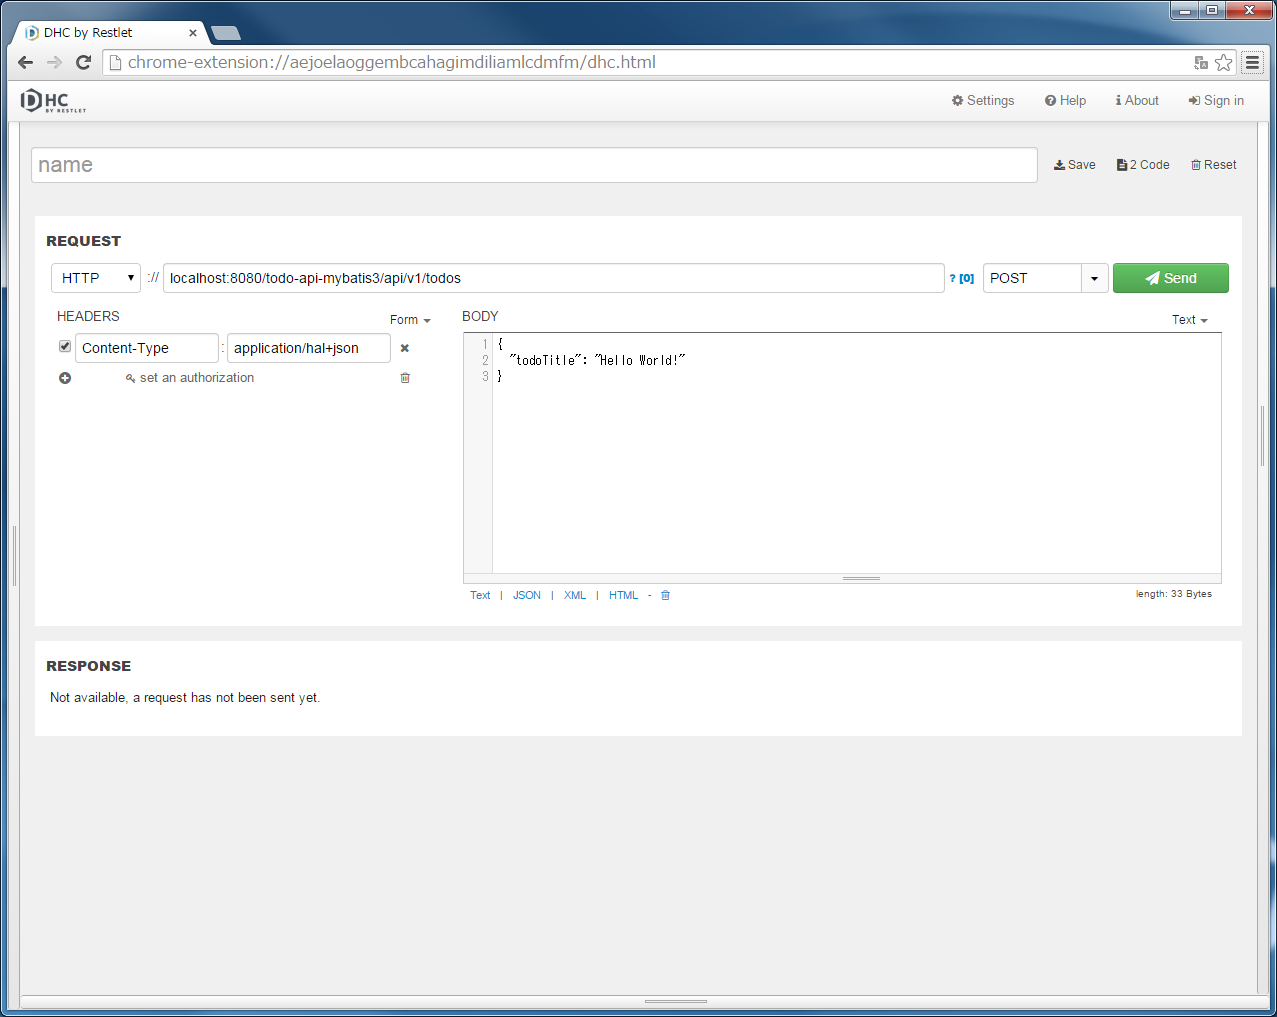 DHC by Restlet
chrome-extension://aejoelaoggembcahagimdiliamlcdmfm/dhc.html
DHC BY RESTLET
Settings Help About Sign in
name Save 2 Code Reset
REQUEST
HTTP :// localhost:8080/todo-api-mybatis3/api/v1/todos ? [0] POST Send
HEADERS Form
Content-Type : application/hal+json
set an authorization
BODY Text
1 {
2 "todoTitle": "Hello World!"
3 }
Text | JSON | XML | HTML - length: 33 Bytes
RESPONSE
Not available, a request has not been sent yet.